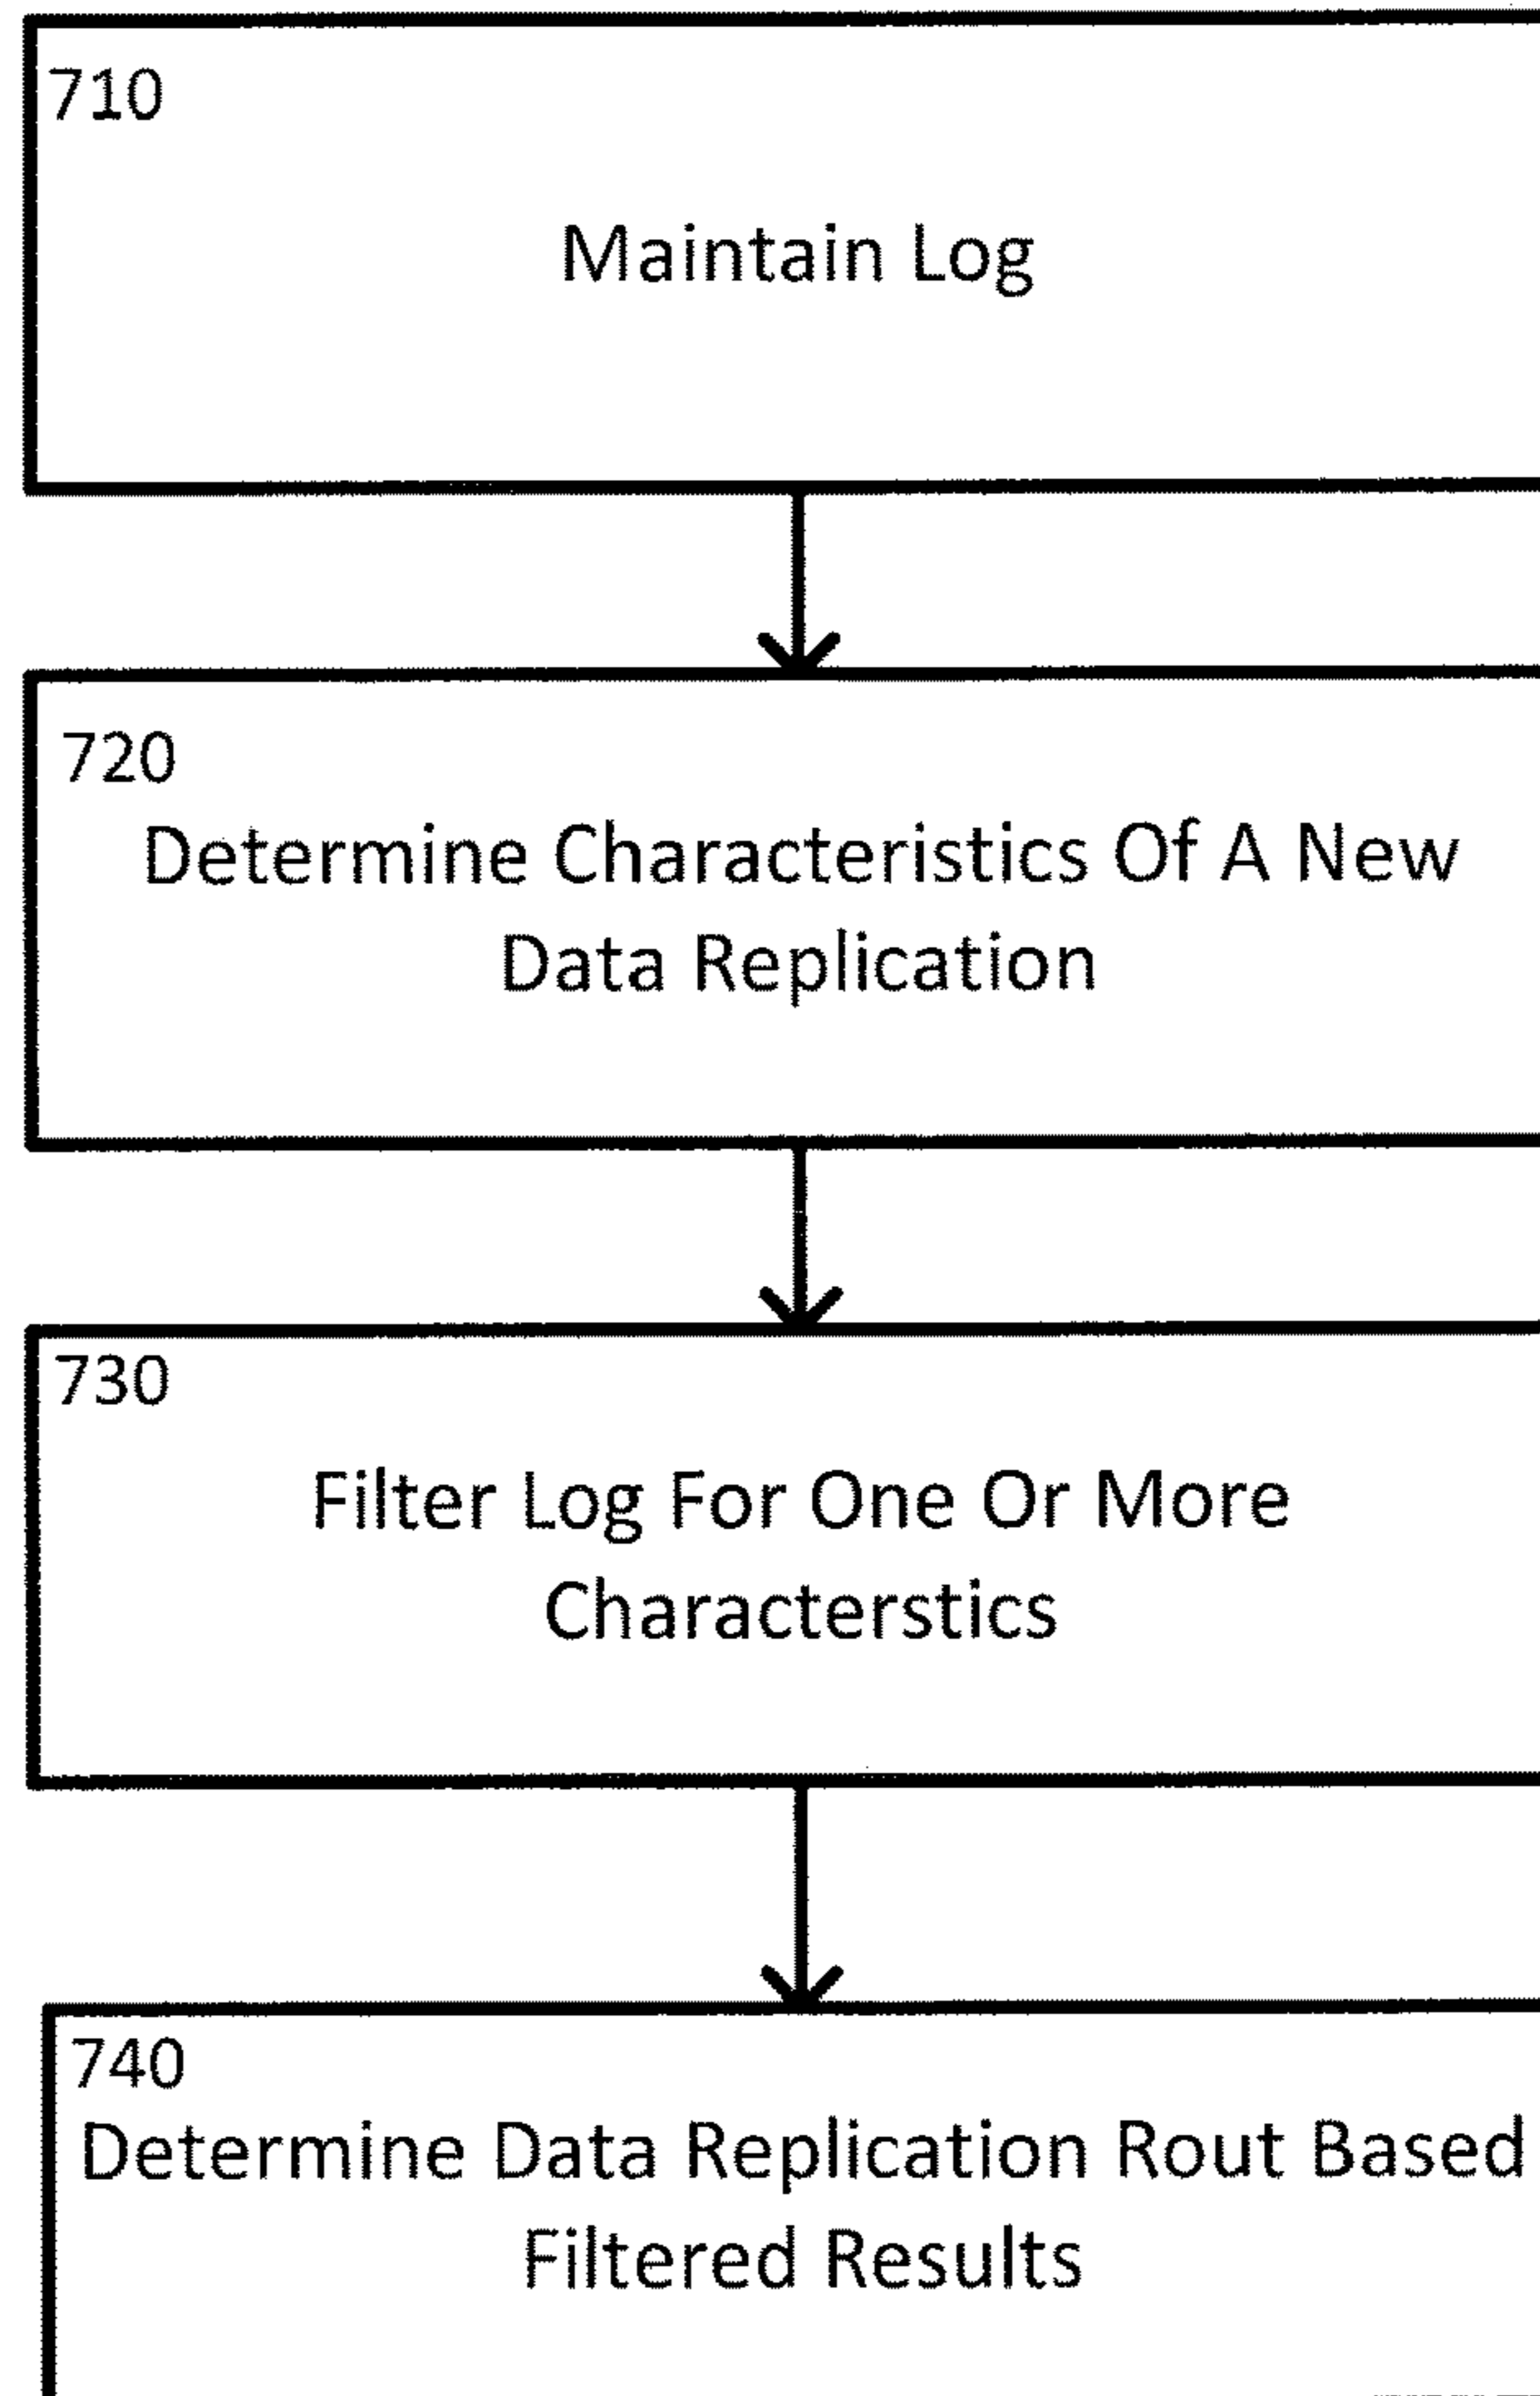 710
Maintain Log
720
Determine Characteristics Of A New
Data Replication
730
Filter Log For One Or More
Characterstics
740
Determine Data Replication Rout Based
Filtered Results